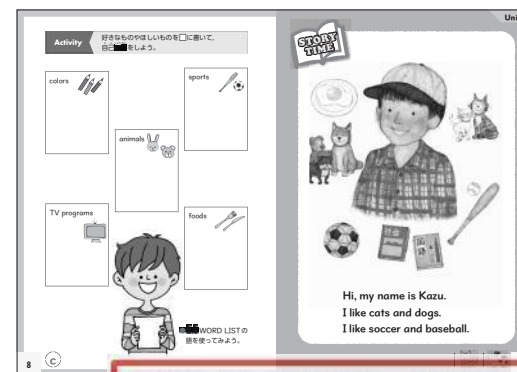 Activity
好きなものやほしいものを□に書いて、
自己をしよう。
colors
sports
animals
TV programs
foods
WORD LISTの
語を使ってみよう。
8
C
Uni
STORY
TIME
Hi, my name is Kazu.
I like cats and dogs.
I like soccer and baseball.